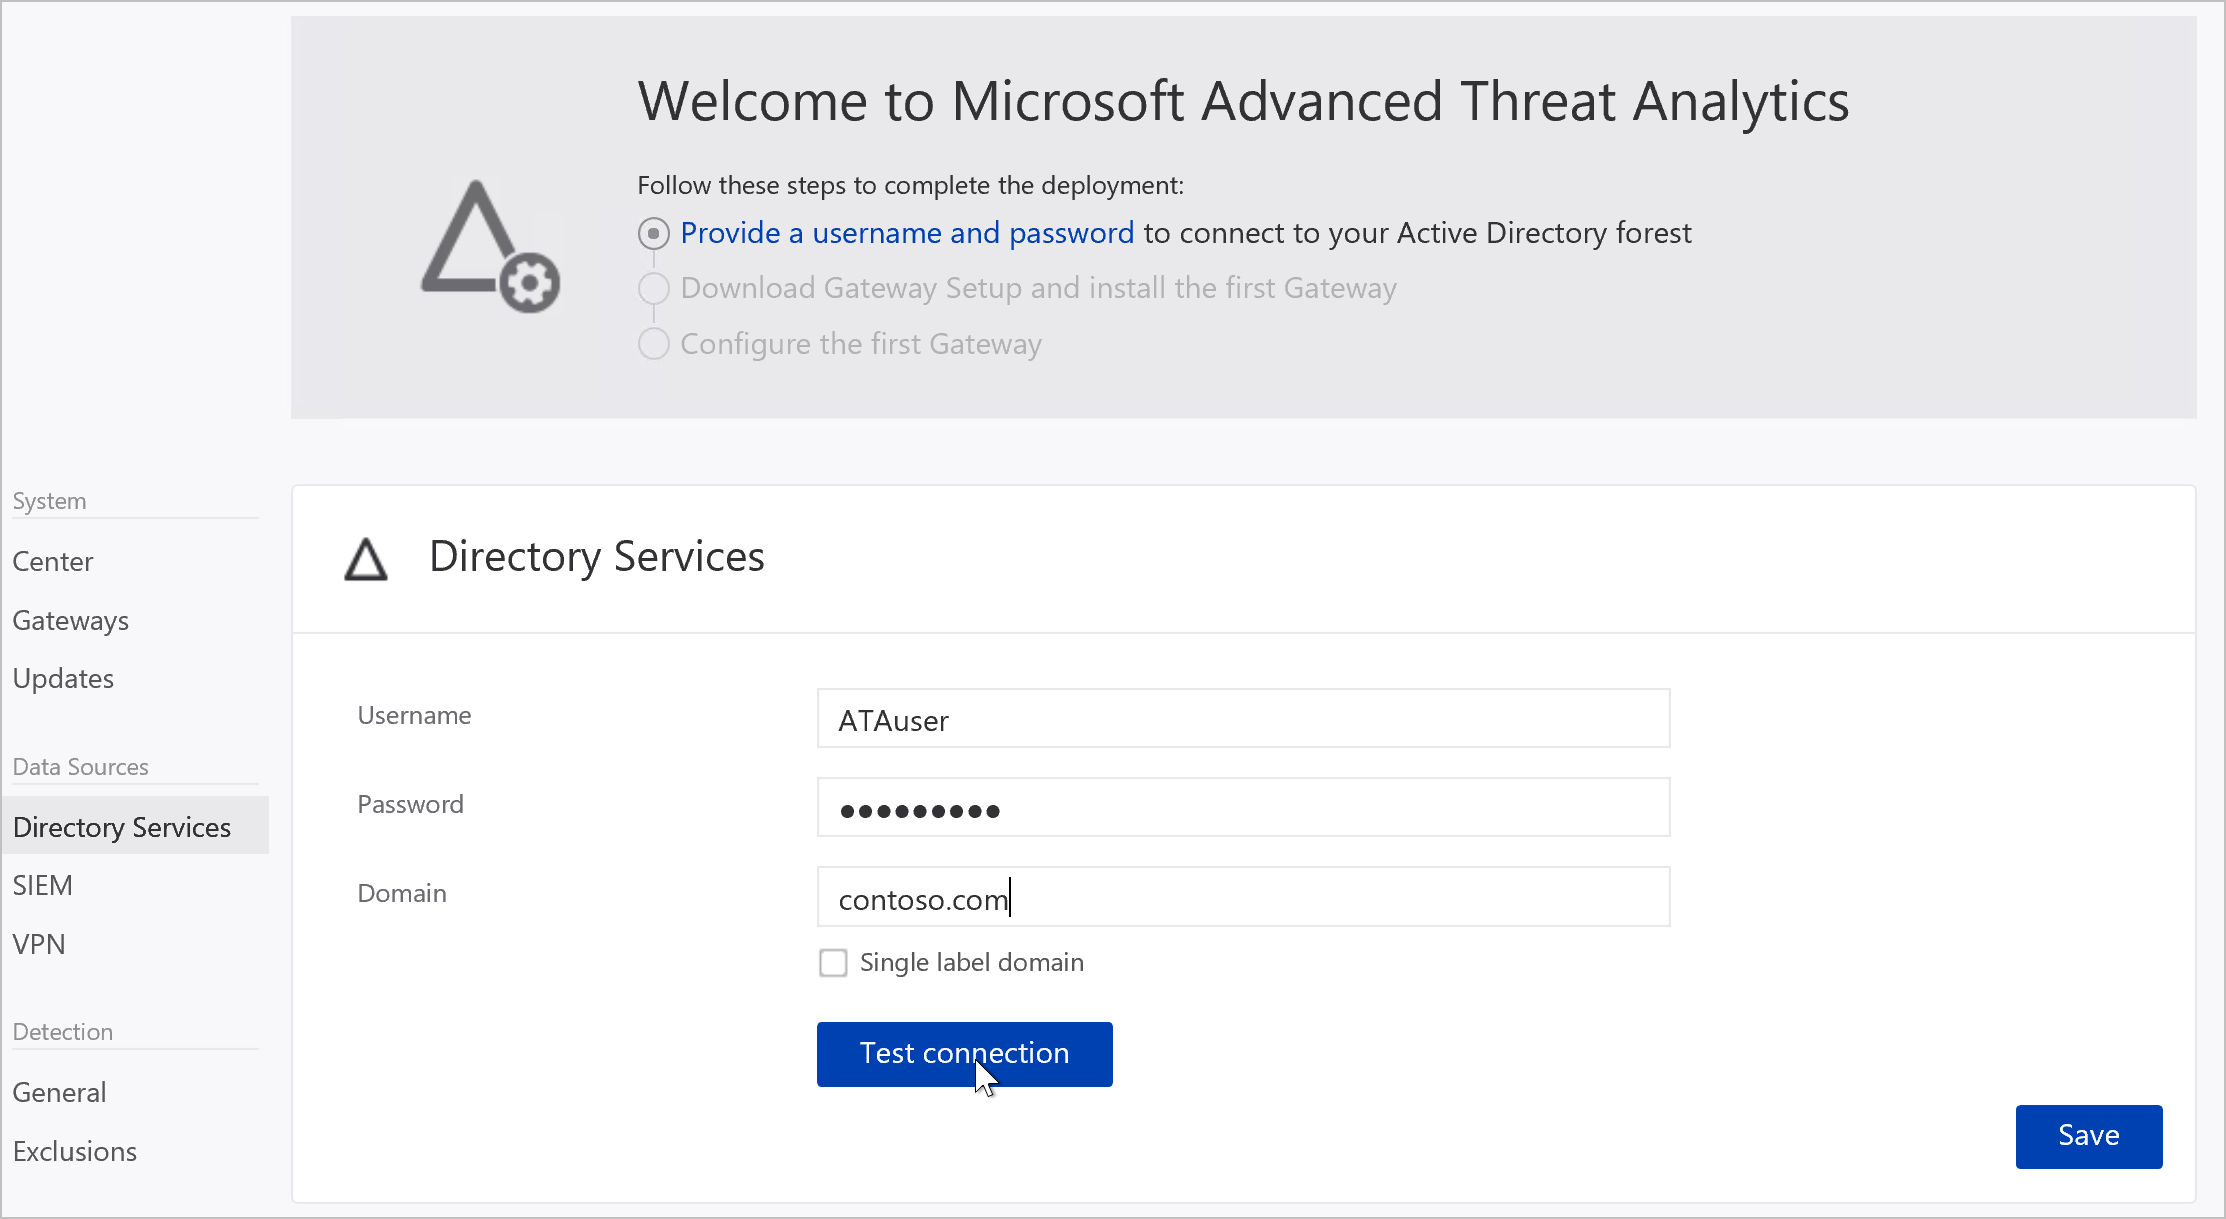 Welcome to Microsoft Advanced Threat Analytics
Follow these steps to complete the deployment:
Provide a username and password to connect to your Active Directory forest
Download Gateway Setup and install the first Gateway
Configure the first Gateway
System
Center
Gateways
Updates
Data Sources
Directory Services
SIEM
VPN
Detection
General
Exclusions
Directory Services
Username
ATAuser
Password
●●●●●●●●●
Domain
contoso.com
Single label domain
Test connection
Save